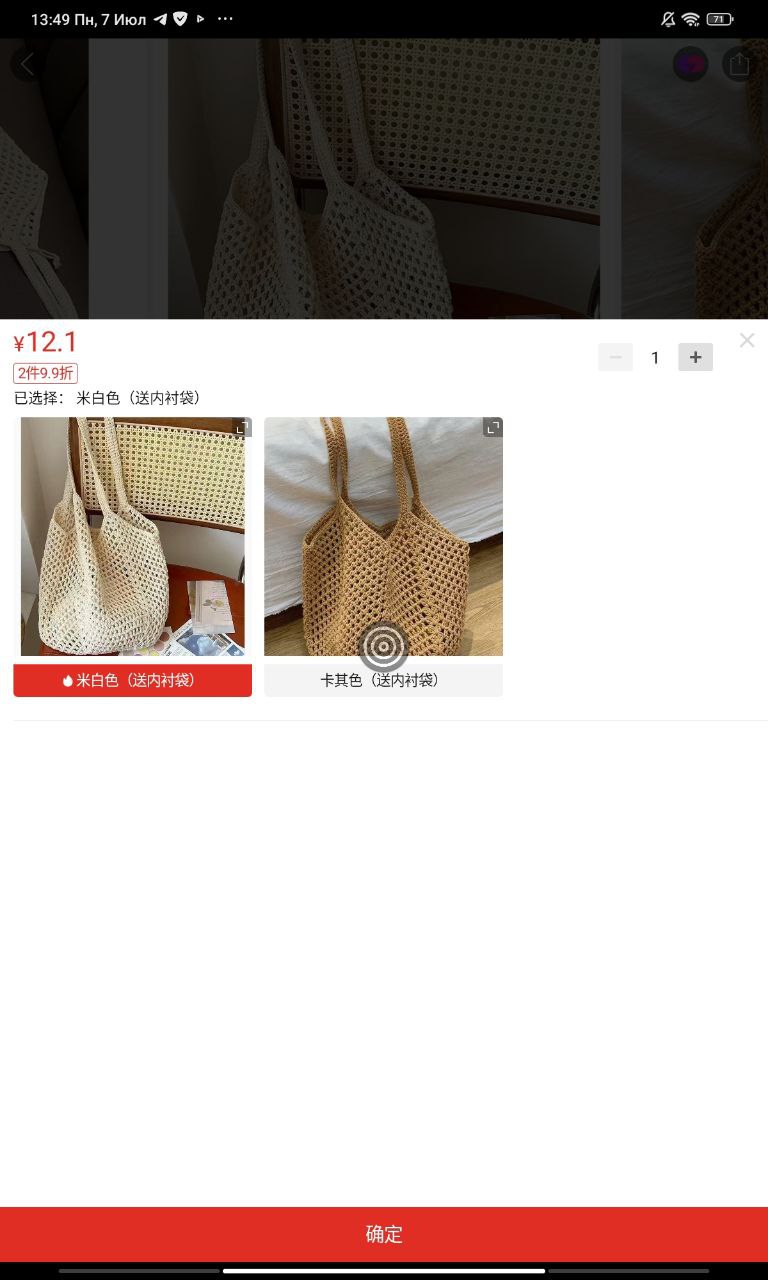 13:49 Пн, 7 Июл
71
¥12.1
1
2件9.9折
已选择： 米白色（送内衬袋）
米白色（送内衬袋）
卡其色（送内衬袋）
确定